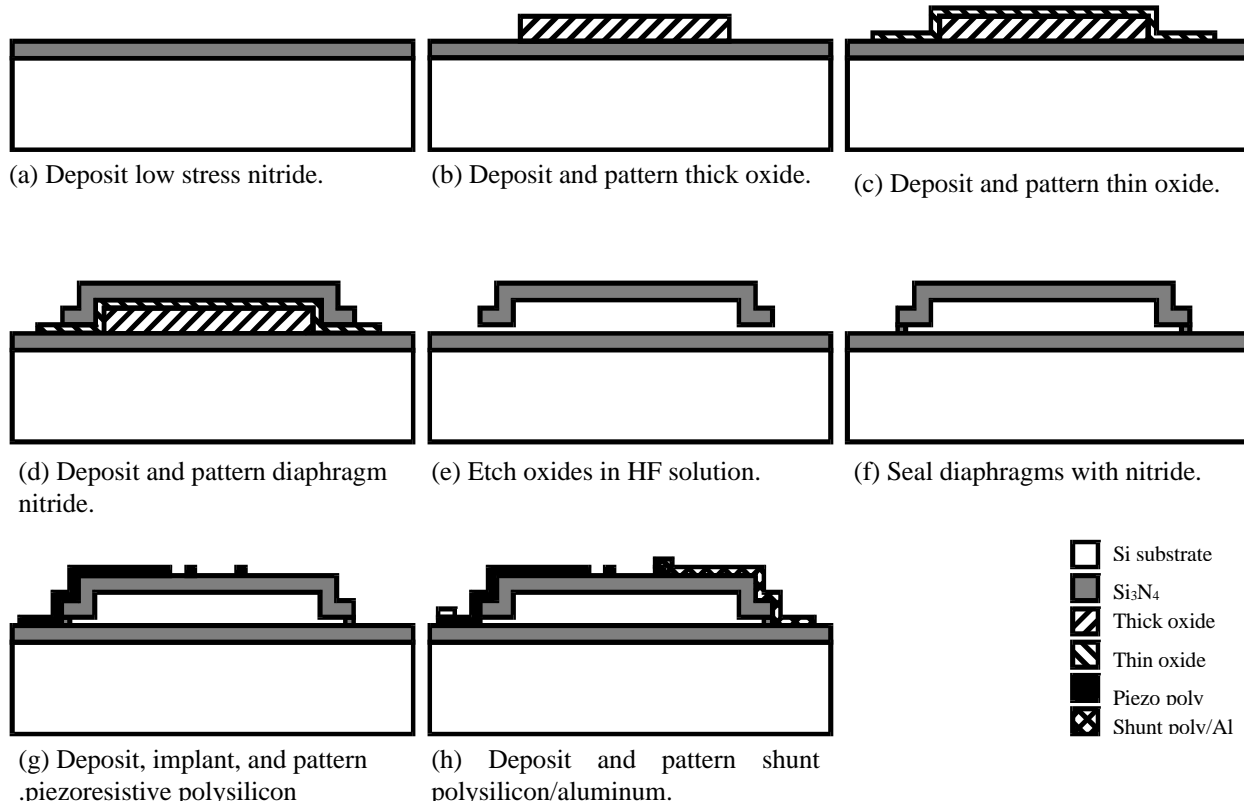 (a) Deposit low stress nitride.
(b) Deposit and pattern thick oxide.
(c) Deposit and pattern thin oxide.
(d) Deposit and pattern diaphragm
nitride.
(e) Etch oxides in HF solution.
(f) Seal diaphragms with nitride.
(g) Deposit, implant, and pattern
.piezoresistive polysilicon
(h) Deposit and pattern shunt
polysilicon/aluminum.
Si substrate
Si₃N₄
Thick oxide
Thin oxide
Piezo poly
Shunt poly/Al